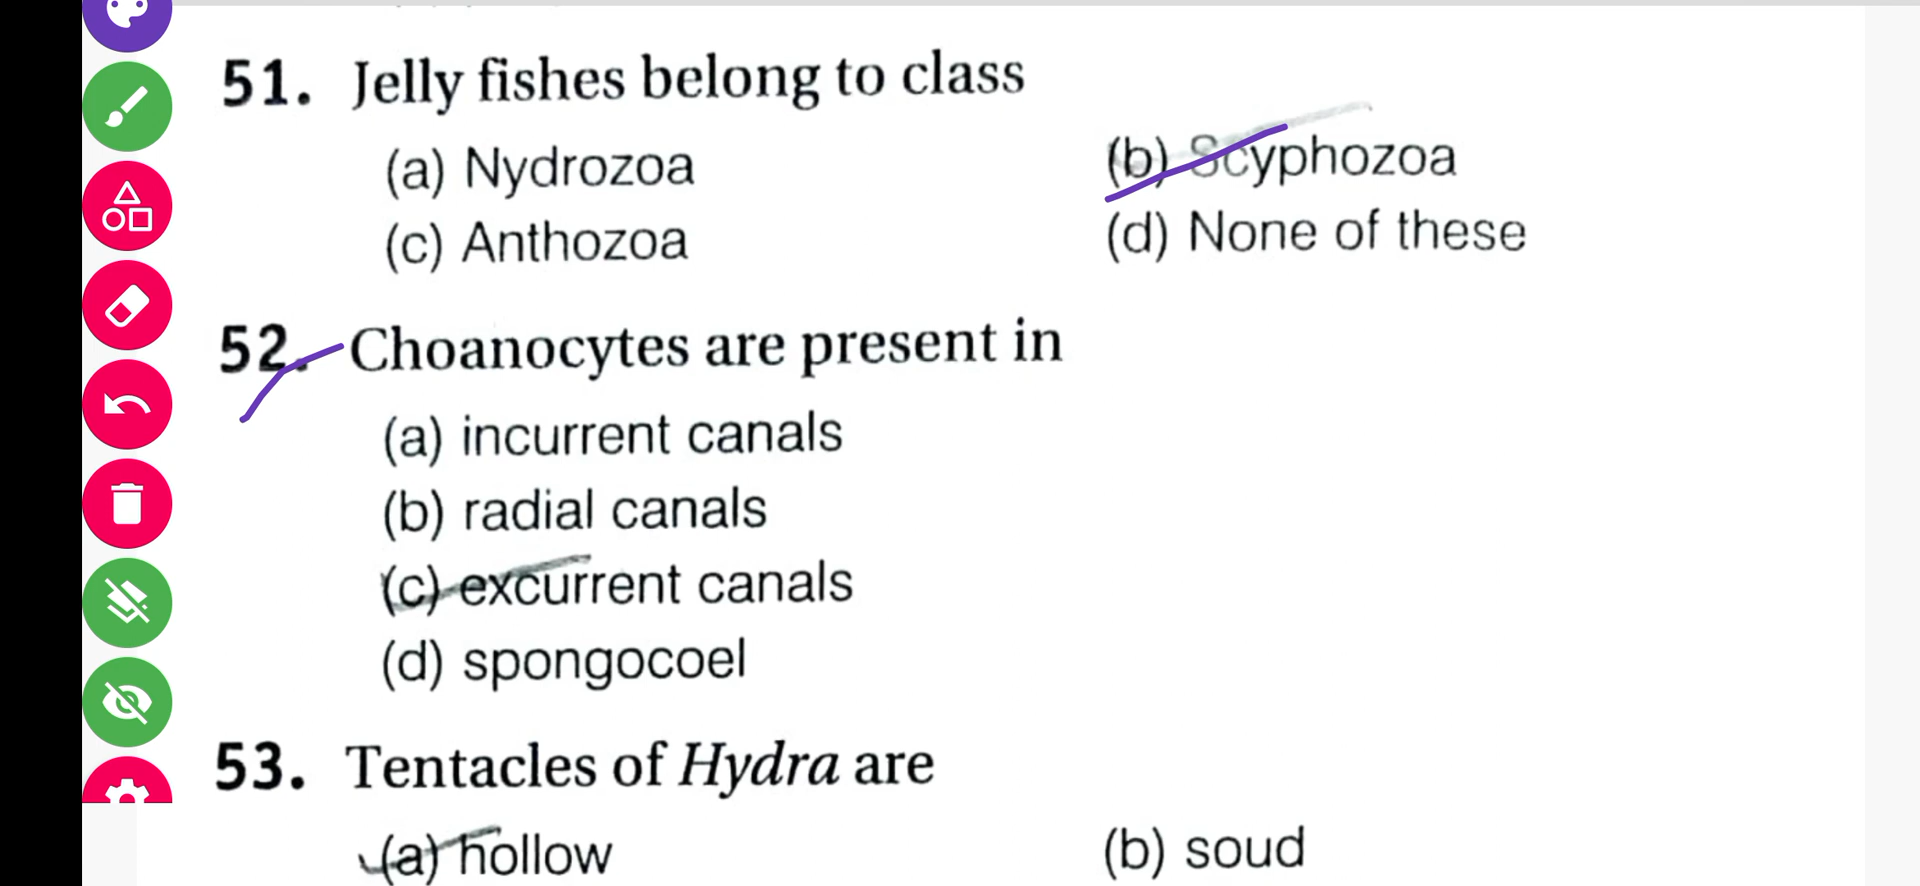 51. Jelly fishes belong to class
(a) Nydrozoa (b) Scyphozoa
(c) Anthozoa (d) None of these
52. Choanocytes are present in
(a) incurrent canals
(b) radial canals
(c) excurrent canals
(d) spongocoel
53. Tentacles of Hydra are
(a) hollow (b) soud